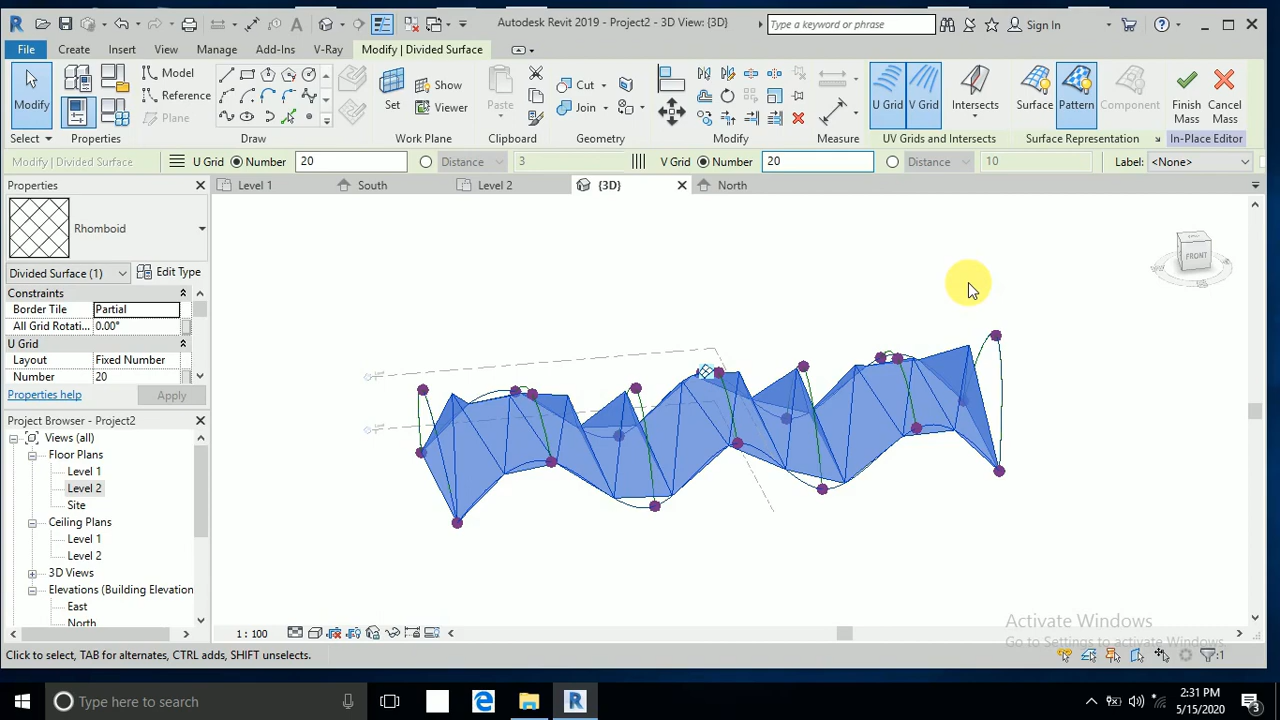 Autodesk Revit 2019 - Project2 - 3D View: {3D}
Type a keyword or phrase
Sign In
File
Create
Insert
View
Manage
Add-Ins
V-Ray
Modify | Divided Surface
Modify
Model
Reference
Plane
Set
Show
Viewer
Paste
Cut
Join
U Grid
V Grid
Intersects
Surface
Pattern
Component
Finish Mass
Cancel Mass
Select
Properties
Draw
Work Plane
Clipboard
Geometry
Modify
Measure
UV Grids and Intersects
Surface Representation
In-Place Editor
Modify | Divided Surface
U Grid
Number
20
Distance
3
V Grid
Number
20
Distance
10
Label:
<None>
Properties
Level 1
South
Level 2
{3D}
North
Rhomboid
Divided Surface (1)
Edit Type
Constraints
Border Tile
Partial
All Grid Rotati...
0.00°
U Grid
Layout
Fixed Number
Number
20
Properties help
Apply
Project Browser - Project2
Views (all)
Floor Plans
Level 1
Level 2
Site
Ceiling Plans
Level 1
Level 2
3D Views
Elevations (Building Elevation
East
North
FRONT
1 : 100
Activate Windows
Go to Settings to activate Windows.
Click to select, TAB for alternates, CTRL adds, SHIFT unselects.
:1
Type here to search
2:31 PM
5/15/2020
3